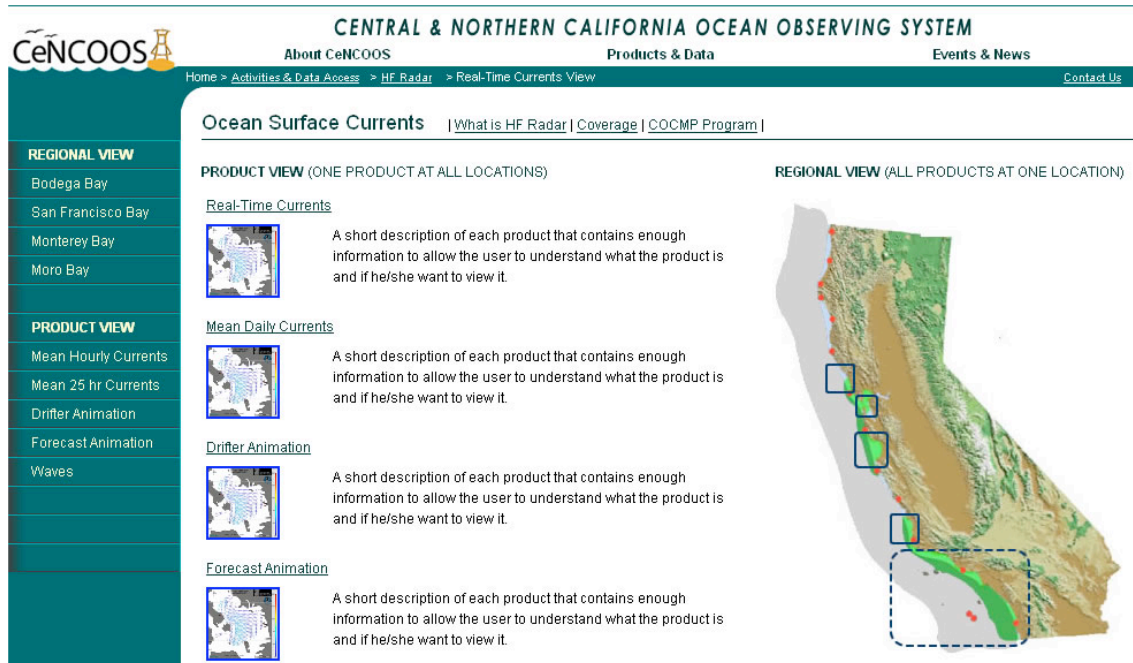 CeNCOOS
CENTRAL & NORTHERN CALIFORNIA OCEAN OBSERVING SYSTEM
About CeNCOOS
Products & Data
Events & News
Home > Activities & Data Access > HF Radar > Real-Time Currents View
Contact Us
Ocean Surface Currents | What is HF Radar | Coverage | COCMP Program |
REGIONAL VIEW
Bodega Bay
San Francisco Bay
Monterey Bay
Moro Bay
PRODUCT VIEW
Mean Hourly Currents
Mean 25 hr Currents
Drifter Animation
Forecast Animation
Waves
PRODUCT VIEW (ONE PRODUCT AT ALL LOCATIONS)
Real-Time Currents
A short description of each product that contains enough
information to allow the user to understand what the product is
and if he/she want to view it.
Mean Daily Currents
A short description of each product that contains enough
information to allow the user to understand what the product is
and if he/she want to view it.
Drifter Animation
A short description of each product that contains enough
information to allow the user to understand what the product is
and if he/she want to view it.
Forecast Animation
A short description of each product that contains enough
information to allow the user to understand what the product is
and if he/she want to view it.
REGIONAL VIEW (ALL PRODUCTS AT ONE LOCATION)